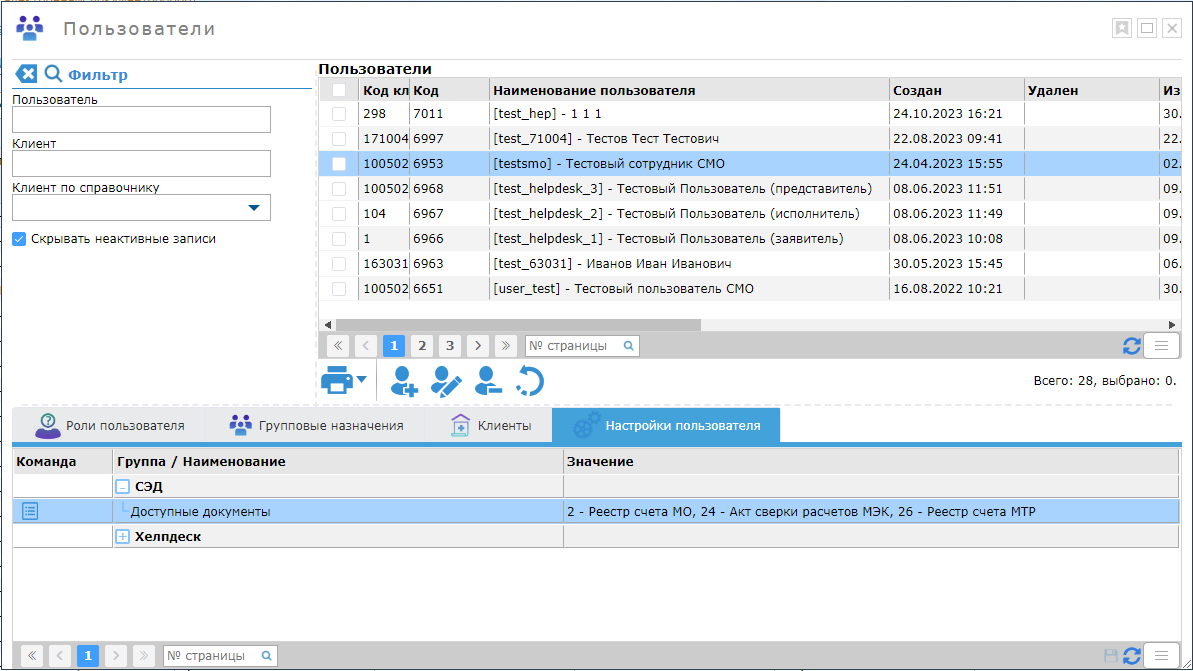 Пользователи
Фильтр
Пользователь
Клиент
Клиент по справочнику
Скрывать неактивные записи
Пользователи
Код кл Код Наименование пользователя Создан Удален Из
298 7011 [test_hep] - 1 1 1 24.10.2023 16:21 30.
171004 6997 [test_71004] - Тестов Тест Тестович 22.08.2023 09:41 22.
100502 6953 [testsmo] - Тестовый сотрудник СМО 24.04.2023 15:55 02.
100502 6968 [test_helpdesk_3] - Тестовый Пользователь (представитель) 08.06.2023 11:51 09.
104 6967 [test_helpdesk_2] - Тестовый Пользователь (исполнитель) 08.06.2023 11:49 09.
1 6966 [test_helpdesk_1] - Тестовый Пользователь (заявитель) 08.06.2023 10:08 09.
163031 6963 [test_63031] - Иванов Иван Иванович 30.05.2023 15:45 06.
100502 6651 [user_test] - Тестовый пользователь СМО 16.08.2022 10:21 30.
« < 1 2 3 > » № страницы
Всего: 28, выбрано: 0.
Роли пользователя Групповые назначения Клиенты Настройки пользователя
Команда Группа / Наименование Значение
СЭД
Доступные документы 2 - Реестр счета МО, 24 - Акт сверки расчетов МЭК, 26 - Реестр счета МТР
Хелпдеск
« < 1 > » № страницы